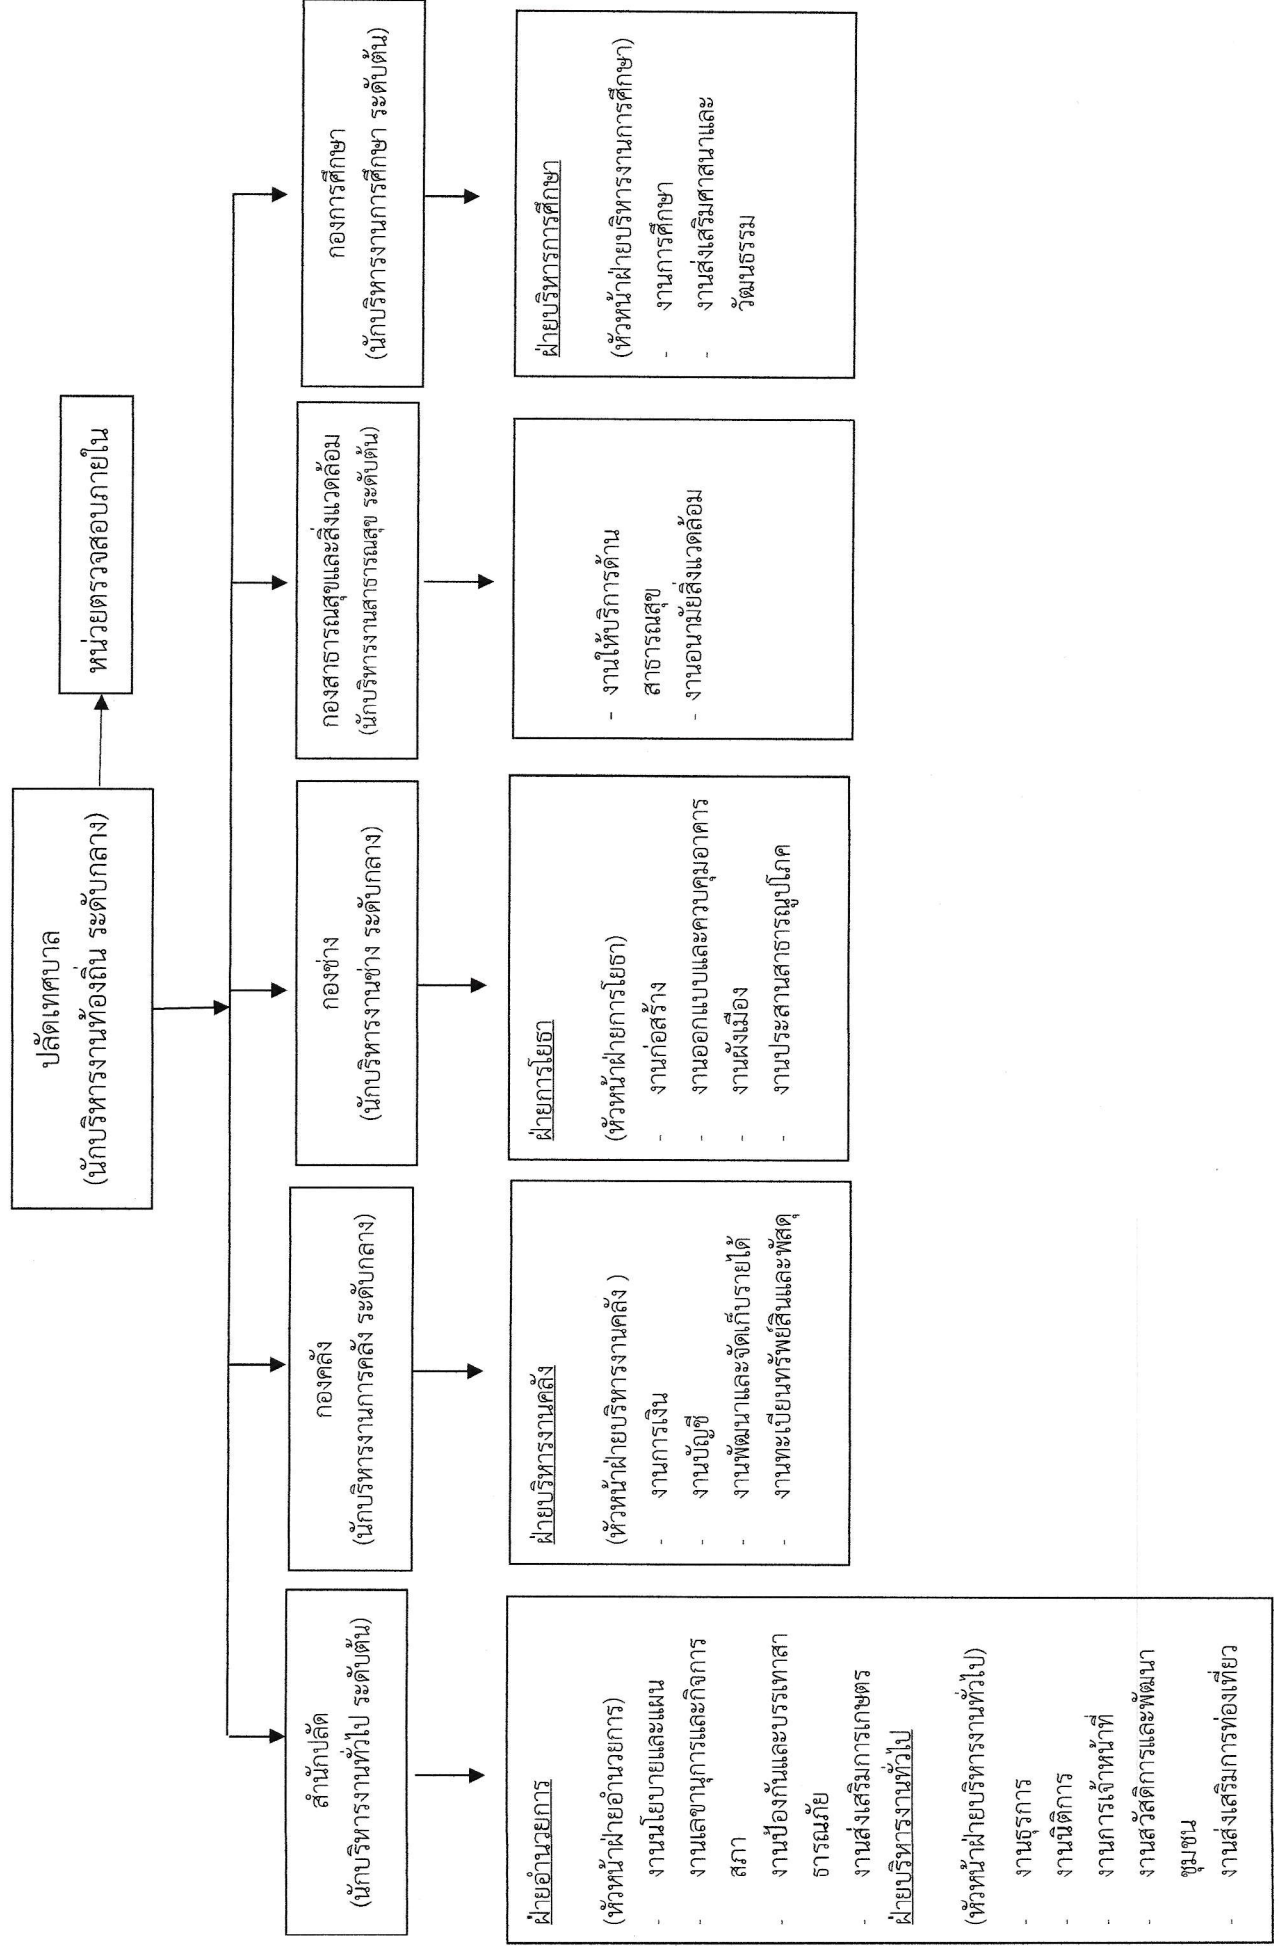 ปลัดเทศบาล
(นักบริหารงานท้องถิ่น ระดับกลาง)
หน่วยตรวจสอบภายใน
สำนักปลัด
(นักบริหารงานทั่วไป ระดับต้น)
กองคลัง
(นักบริหารงานการคลัง ระดับกลาง)
กองช่าง
(นักบริหารงานช่าง ระดับกลาง)
กองสาธารณสุขและสิ่งแวดล้อม
(นักบริหารงานสาธารณสุข ระดับต้น)
กองการศึกษา
(นักบริหารงานการศึกษา ระดับต้น)
ฝ่ายอำนวยการ
(หัวหน้าฝ่ายอำนวยการ)
- งานนโยบายและแผน
- งานเลขานุการและกิจการ
สภา
- งานป้องกันและบรรเทาสา
ธารณภัย
- งานส่งเสริมการเกษตร
ฝ่ายบริหารงานทั่วไป
(หัวหน้าฝ่ายบริหารงานทั่วไป)
- งานธุรการ
- งานนิติการ
- งานการเจ้าหน้าที่
- งานสวัสดิการและพัฒนา
ชุมชน
- งานส่งเสริมการท่องเที่ยว
ฝ่ายบริหารงานคลัง
(หัวหน้าฝ่ายบริหารงานคลัง )
- งานการเงิน
- งานบัญชี
- งานพัฒนาและจัดเก็บรายได้
- งานทะเบียนทรัพย์สินและพัสดุ
ฝ่ายการโยธา
(หัวหน้าฝ่ายการโยธา)
- งานก่อสร้าง
- งานออกแบบและควบคุมอาคาร
- งานผังเมือง
- งานประสานสาธารณูปโภค
- งานให้บริการด้าน
สาธารณสุข
- งานอนามัยสิ่งแวดล้อม
ฝ่ายบริหารการศึกษา
(หัวหน้าฝ่ายบริหารงานการศึกษา)
- งานการศึกษา
- งานส่งเสริมศาสนาและ
วัฒนธรรม